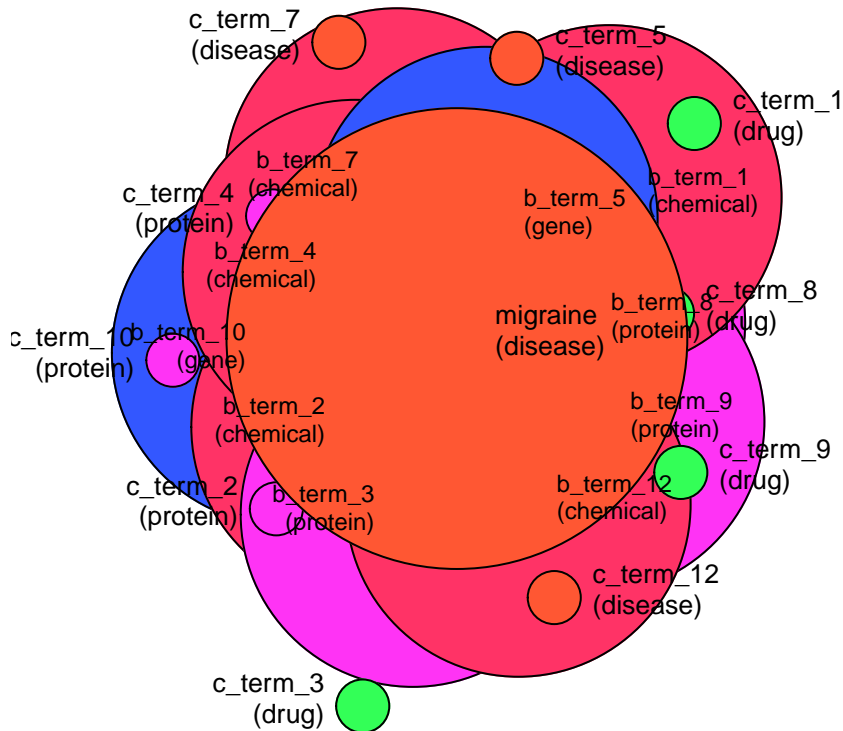 c_term_7
(disease)
c_term_5
(disease)
c_term_1
(drug)
b_term_7
(chemical)
c_term_4
(protein)
b_term_5
(gene)
b_term_1
(chemical)
b_term_4
(chemical)
c_term_10
(protein)
b_term_10
(gene)
migraine
(disease)
b_term_8
(protein)
c_term_8
(drug)
b_term_2
(chemical)
b_term_9
(protein)
c_term_9
(drug)
c_term_2
(protein)
b_term_3
(protein)
b_term_12
(chemical)
c_term_12
(disease)
c_term_3
(drug)